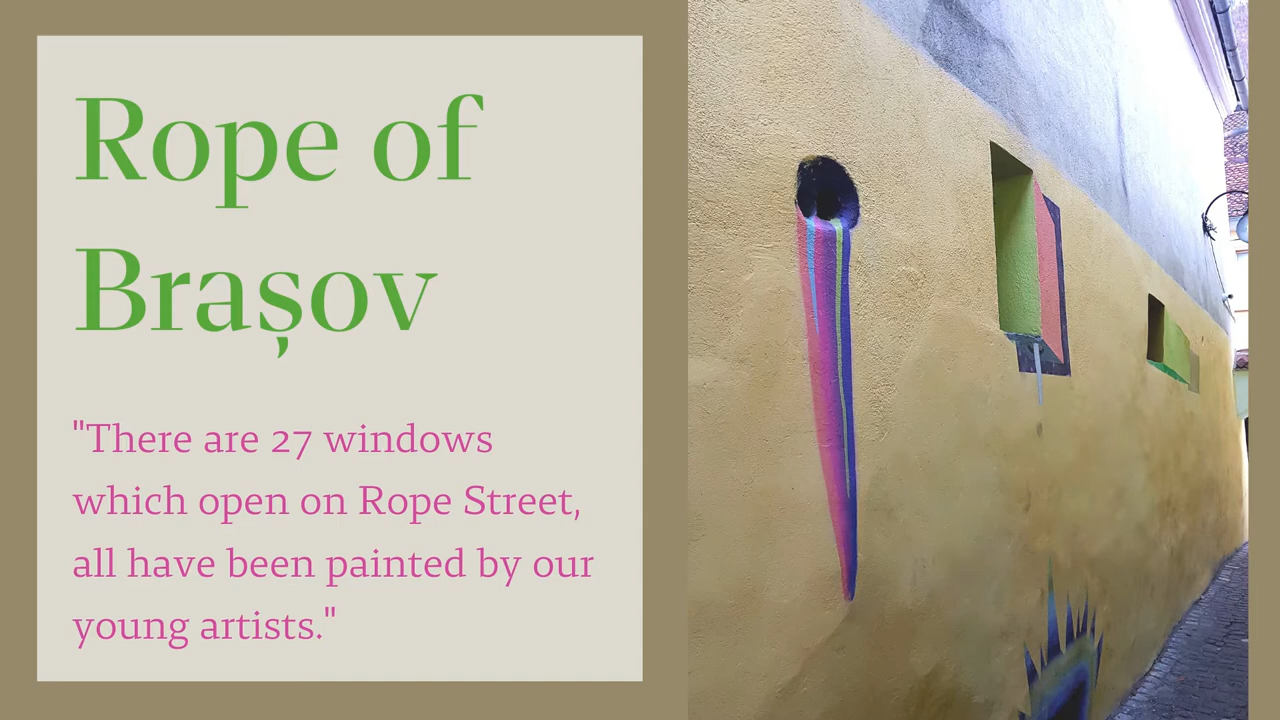 Rope of
Brașov
"There are 27 windows
which open on Rope Street,
all have been painted by our
young artists."